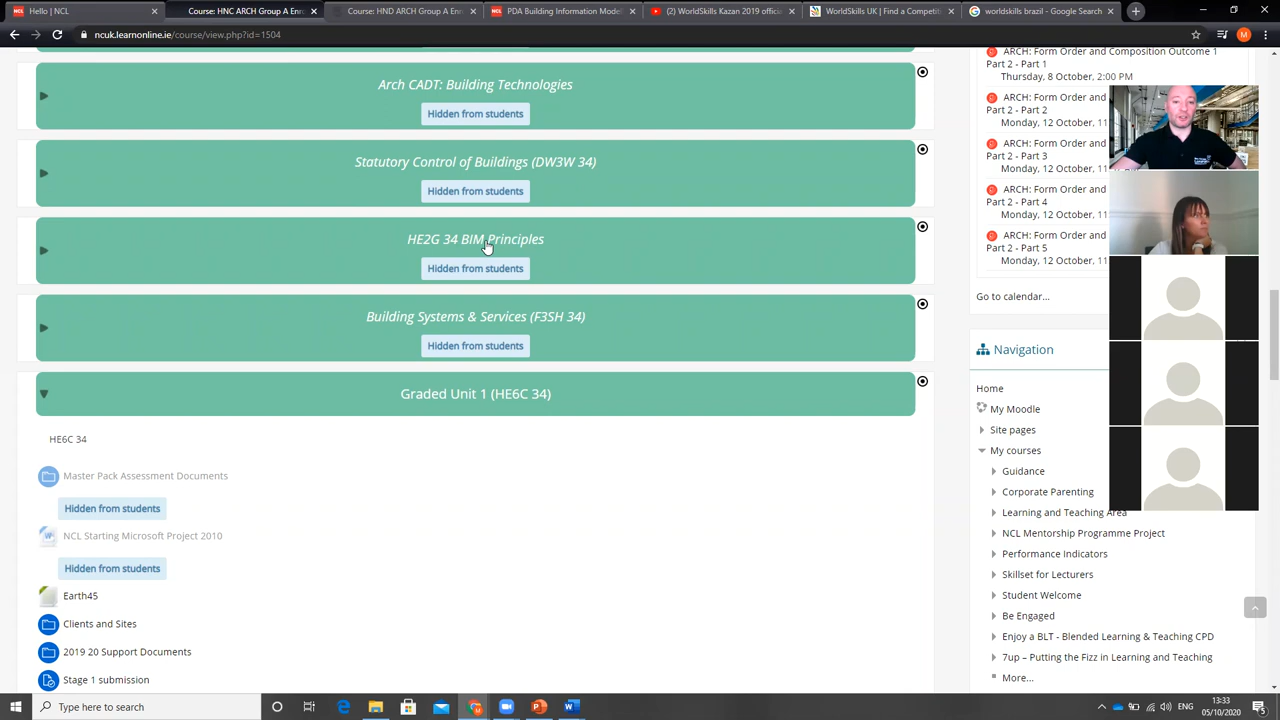 Hello | NCL
Course: HNC ARCH Group A Enr
Course: HND ARCH Group A Enr
PDA Building Information Model
(2) WorldSkills Kazan 2019 offici
WorldSkills UK | Find a Competit
worldskills brazil - Google Search
ncuk.learnonline.ie/course/view.php?id=1504
M
Arch CADT: Building Technologies
Hidden from students
Statutory Control of Buildings (DW3W 34)
Hidden from students
HE2G 34 BIM Principles
Hidden from students
Building Systems & Services (F3SH 34)
Hidden from students
Graded Unit 1 (HE6C 34)
HE6C 34
Master Pack Assessment Documents
Hidden from students
NCL Starting Microsoft Project 2010
Hidden from students
Earth45
Clients and Sites
2019 20 Support Documents
Stage 1 submission
ARCH: Form Order and Composition Outcome 1
Part 2 - Part 1
Thursday, 8 October, 2:00 PM
ARCH: Form Order and
Part 2 - Part 2
Monday, 12 October, 11
ARCH: Form Order and
Part 2 - Part 3
Monday, 12 October, 11
ARCH: Form Order and
Part 2 - Part 4
Monday, 12 October, 11
ARCH: Form Order and
Part 2 - Part 5
Monday, 12 October, 11
Go to calendar...
Navigation
Home
My Moodle
Site pages
My courses
Guidance
Corporate Parenting
Learning and Teaching Area
NCL Mentorship Programme Project
Performance Indicators
Skillset for Lecturers
Student Welcome
Be Engaged
Enjoy a BLT - Blended Learning & Teaching CPD
7up – Putting the Fizz in Learning and Teaching
More...
Type here to search
ENG
13:33
05/10/2020